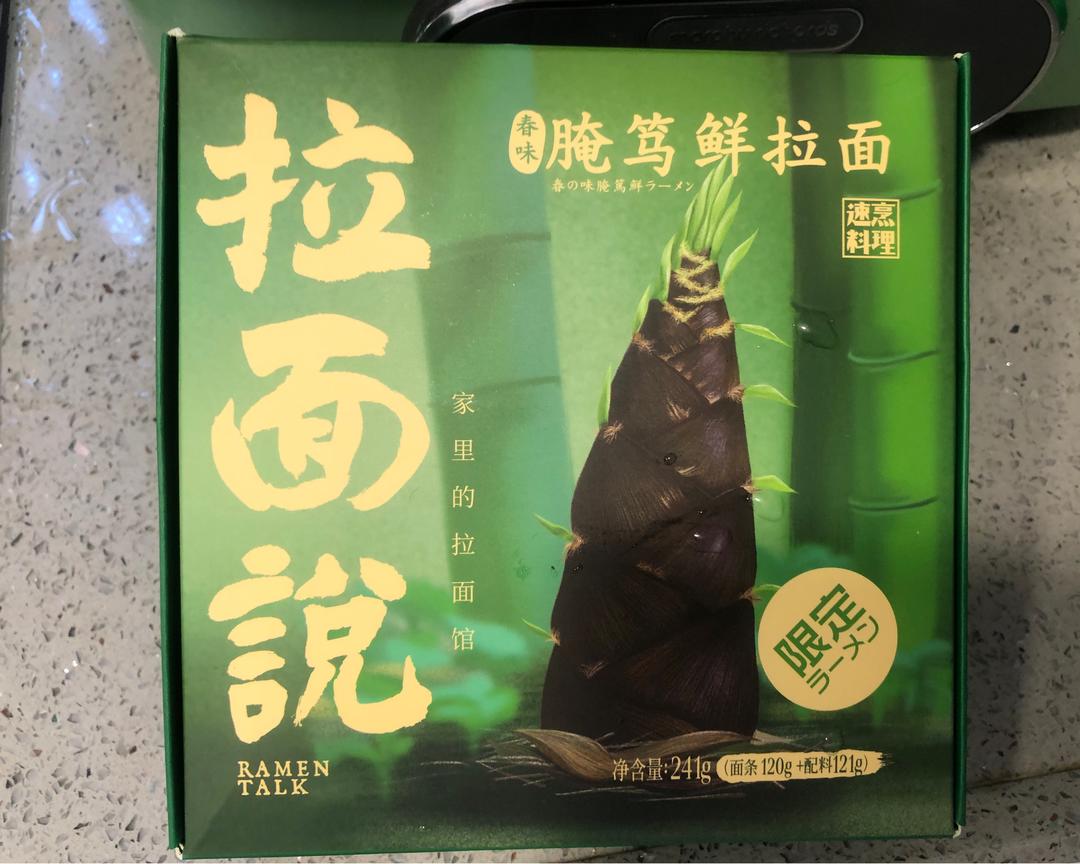 拉面說
RAMEN
TALK
家里的拉面馆
春味
腌笃鲜拉面
春の味腌篤鮮ラーメン
速烹
料理
限定
ラーメン
净含量:241g(面条120g+配料121g)